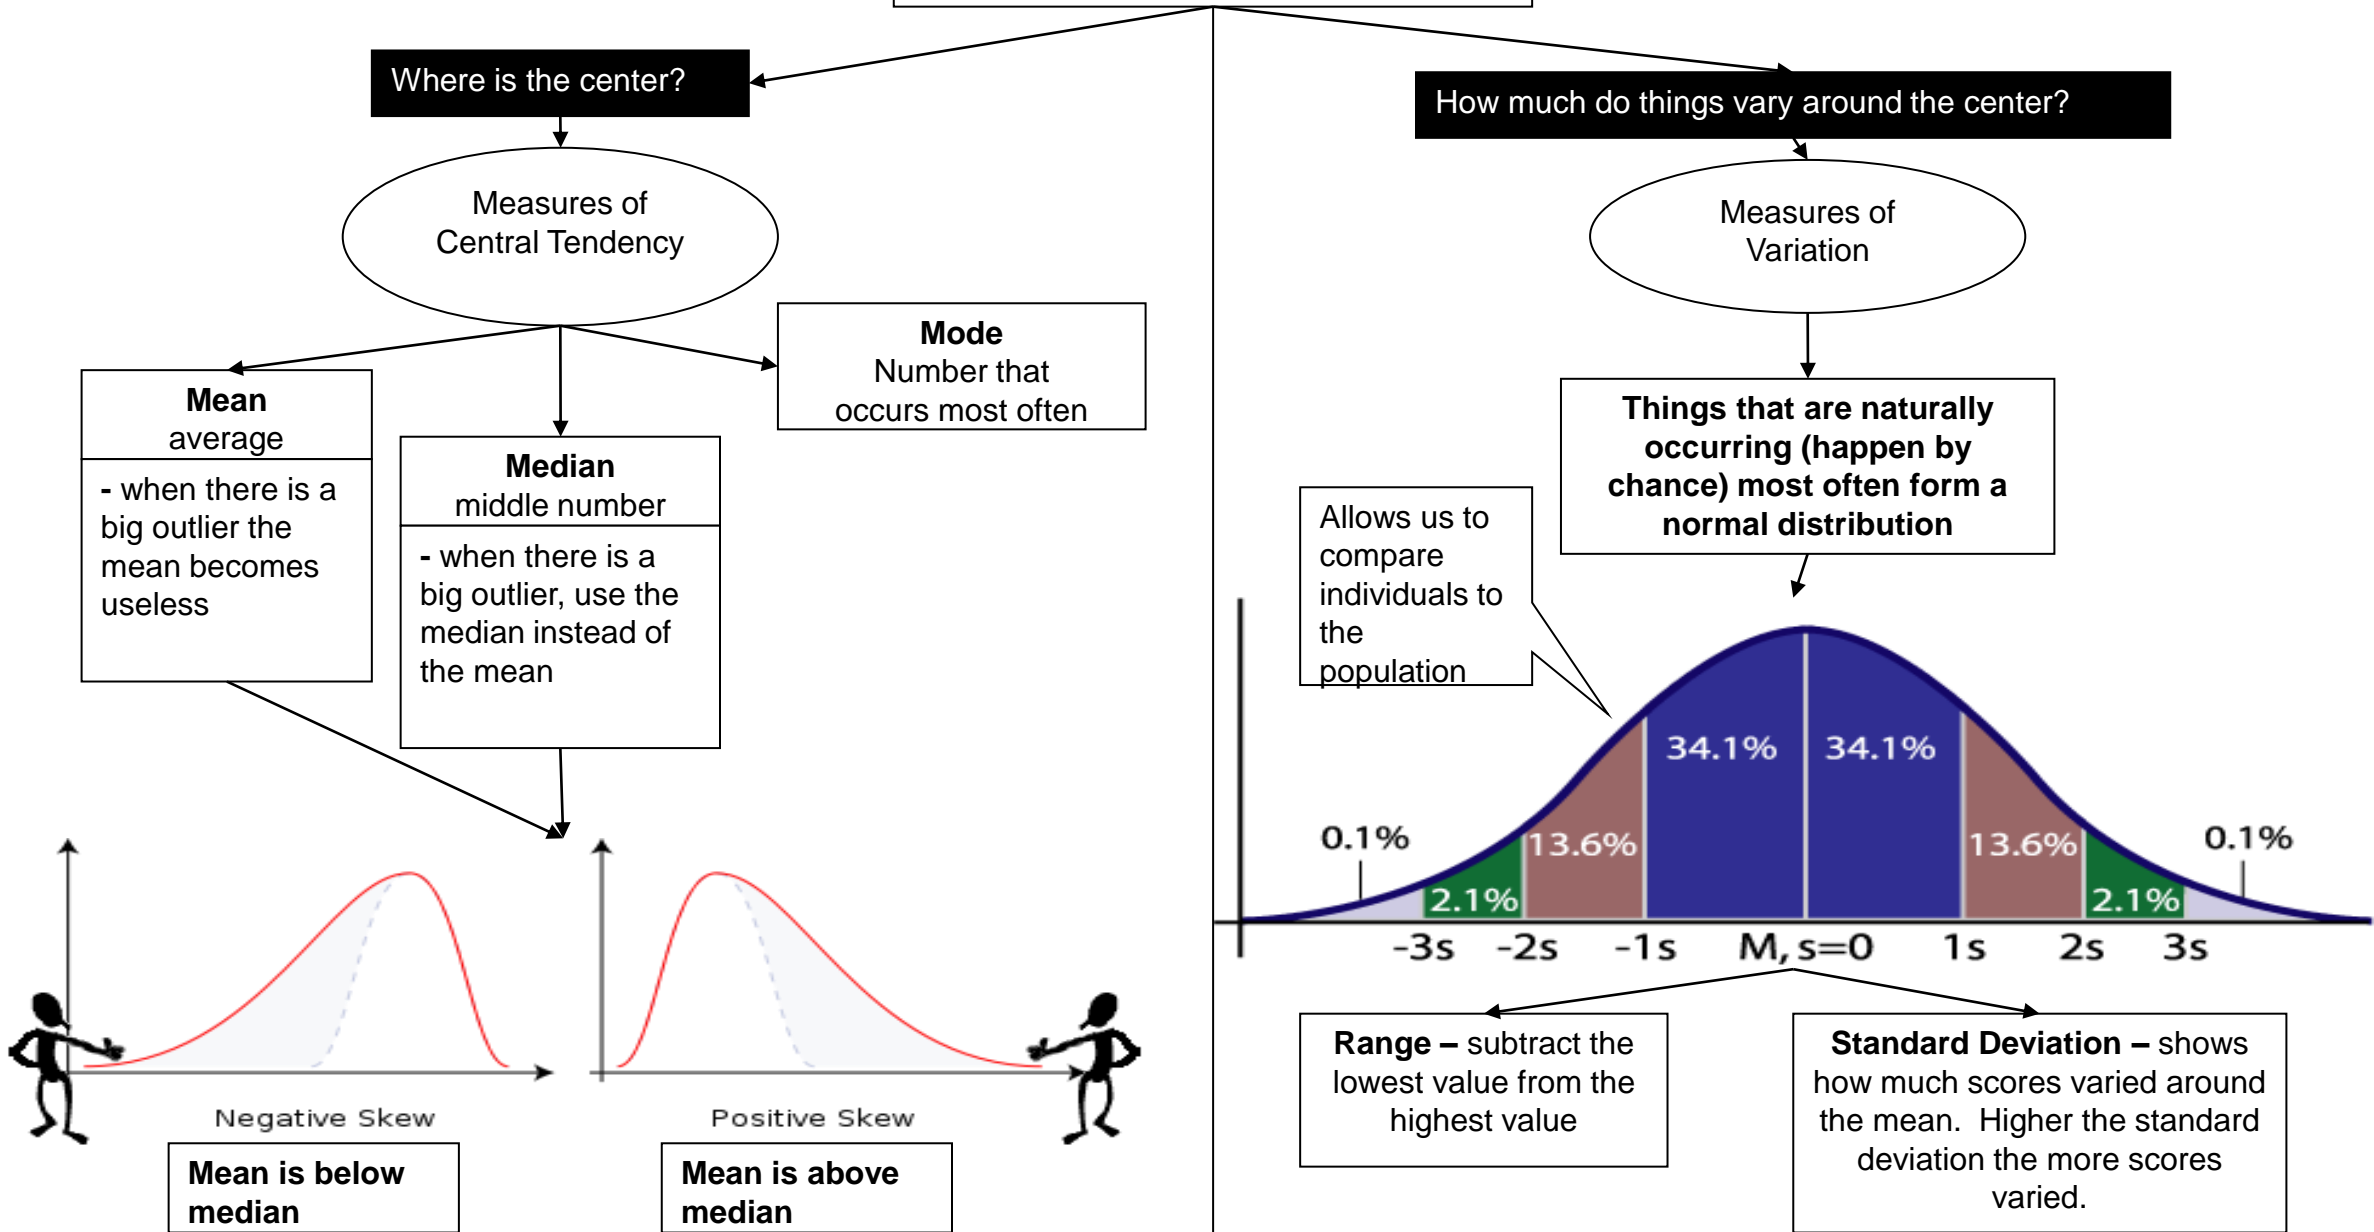 Where is the center?
Measures of
Central Tendency
Mode
Number that
occurs most often
Mean
average
- when there is a
big outlier the
mean becomes
useless
Median
middle number
- when there is a
big outlier, use the
median instead of
the mean
Negative Skew
Positive Skew
Mean is below
median
Mean is above
median
How much do things vary around the center?
Measures of
Variation
Things that are naturally
occurring (happen by
chance) most often form a
normal distribution
Allows us to
compare
individuals to
the
population
34.1% 34.1%
0.1% 13.6% 13.6% 0.1%
2.1% 2.1%
-3s -2s -1s M, s=0 1s 2s 3s
Range – subtract the
lowest value from the
highest value
Standard Deviation – shows
how much scores varied around
the mean.  Higher the standard
deviation the more scores
varied.